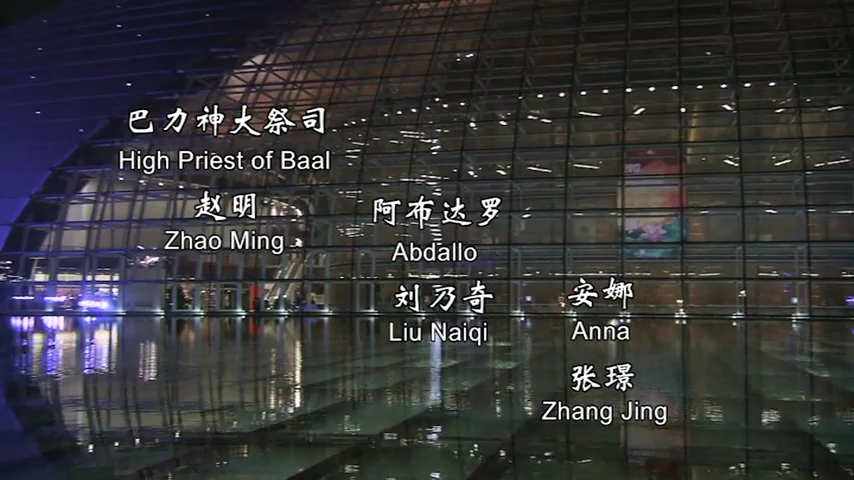 巴力神大祭司
High Priest of Baal
赵明
Zhao Ming
阿布达罗
Abdallo
刘乃奇
Liu Naiqi
安娜
Anna
张璟
Zhang Jing